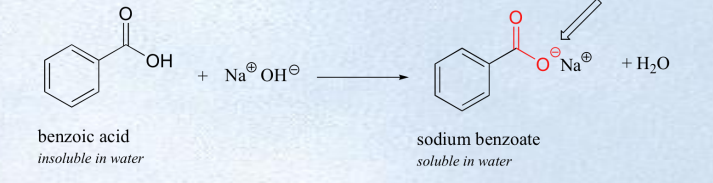 O
OH
+ Na⊕ OH⊖
O
O⊖ Na⊕
+ H₂O
benzoic acid
insoluble in water
sodium benzoate
soluble in water